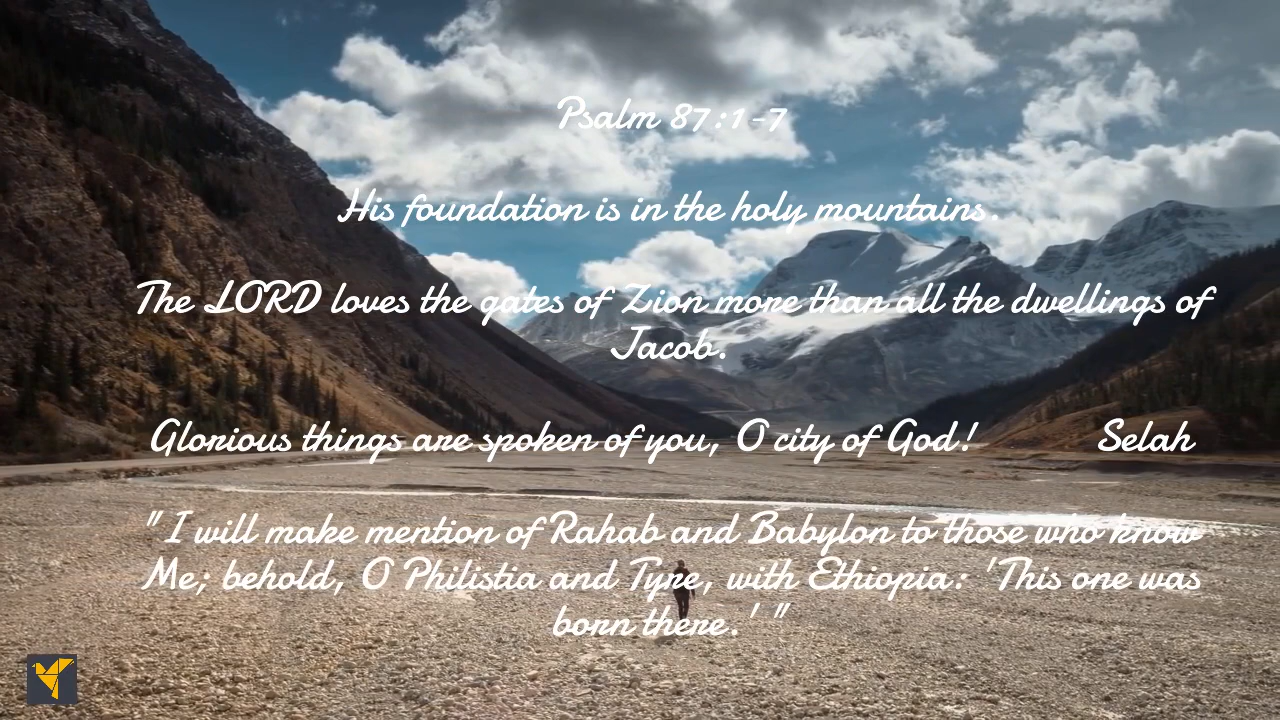 Psalm 87:1-7
His foundation is in the holy mountains.
The LORD loves the gates of Zion more than all the dwellings of
Jacob.
Glorious things are spoken of you, O city of God! Selah
" I will make mention of Rahab and Babylon to those who know
Me; behold, O Philistia and Tyre, with Ethiopia: 'This one was
born there.' "